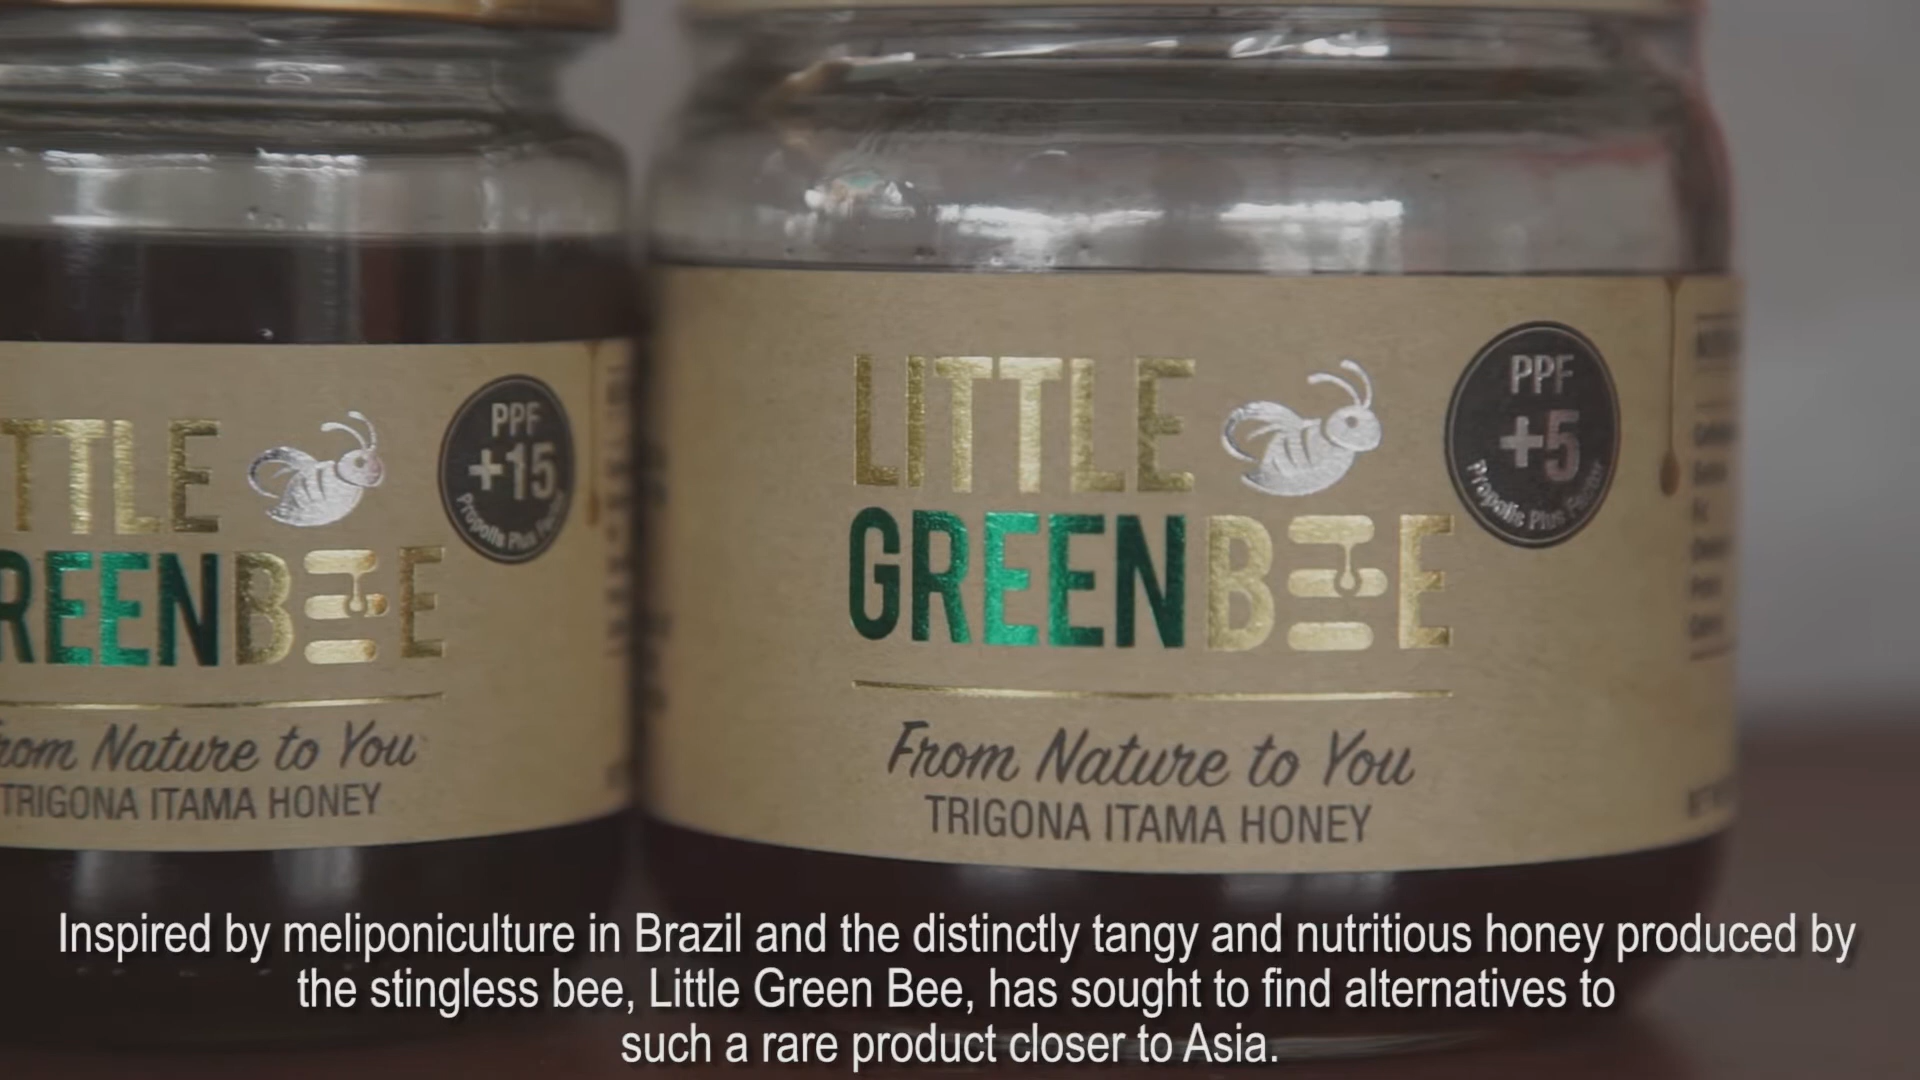 TTLE
REENBEE
PPF
+15
Propolis Plus
rom Nature to You
TRIGONA ITAMA HONEY
LITTLE
GREENBEE
PPF
+5
Propolis Plus
From Nature to You
TRIGONA ITAMA HONEY
Inspired by meliponiculture in Brazil and the distinctly tangy and nutritious honey produced by
the stingless bee, Little Green Bee, has sought to find alternatives to
such a rare product closer to Asia.